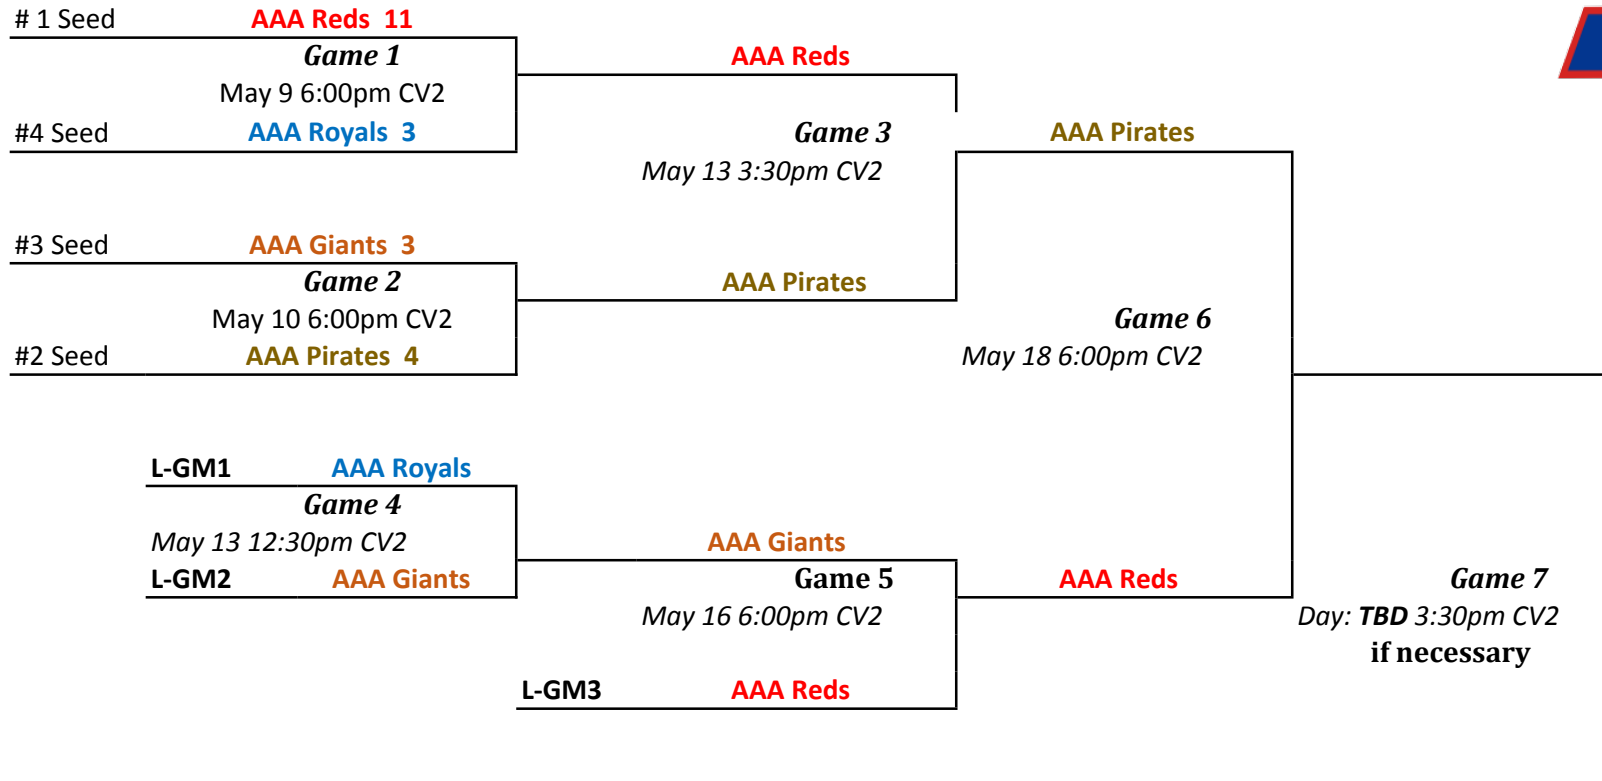 # 1 Seed AAA Reds 11
Game 1
AAA Reds
May 9 6:00pm CV2
#4 Seed AAA Royals 3
Game 3
AAA Pirates
May 13 3:30pm CV2
#3 Seed AAA Giants 3
Game 2
AAA Pirates
May 10 6:00pm CV2
Game 6
#2 Seed AAA Pirates 4
May 18 6:00pm CV2
L-GM1 AAA Royals
Game 4
May 13 12:30pm CV2
AAA Giants
L-GM2 AAA Giants
Game 5
AAA Reds
Game 7
May 16 6:00pm CV2
Day: TBD 3:30pm CV2
if necessary
L-GM3 AAA Reds